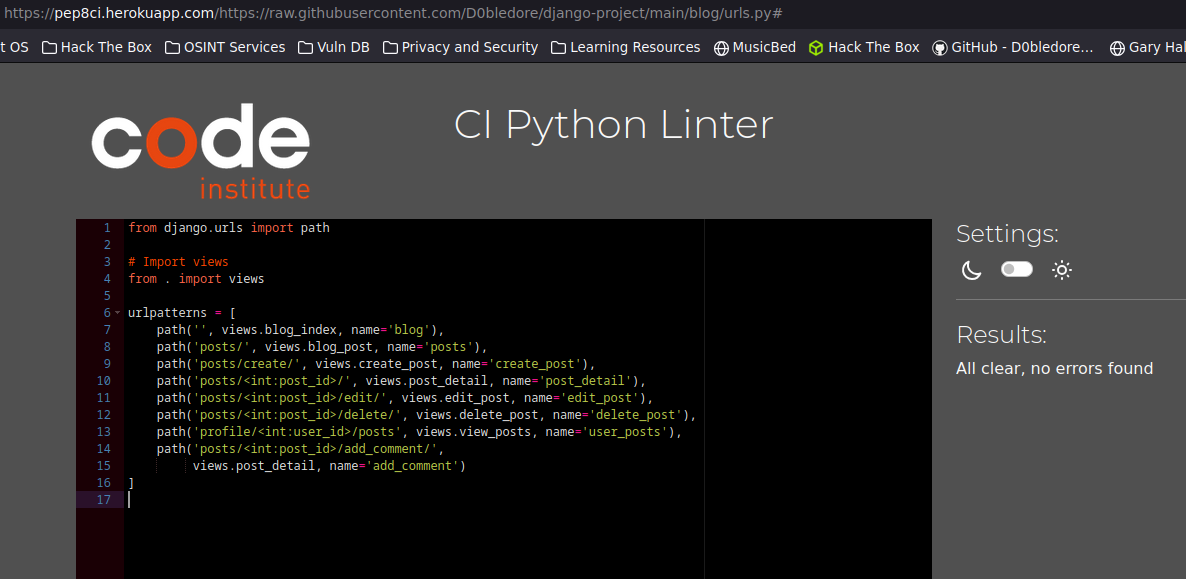 https://pep8ci.herokuapp.com/https://raw.githubusercontent.com/D0bledore/django-project/main/blog/urls.py#
t OS Hack The Box OSINT Services Vuln DB Privacy and Security Learning Resources MusicBed Hack The Box GitHub - D0bledore... Gary Hal
code
institute
CI Python Linter
1 from django.urls import path
2
3 # Import views
4 from . import views
5
6 urlpatterns = [
7     path('', views.blog_index, name='blog'),
8     path('posts/', views.blog_post, name='posts'),
9     path('posts/create/', views.create_post, name='create_post'),
10     path('posts/<int:post_id>/', views.post_detail, name='post_detail'),
11     path('posts/<int:post_id>/edit/', views.edit_post, name='edit_post'),
12     path('posts/<int:post_id>/delete/', views.delete_post, name='delete_post'),
13     path('profile/<int:user_id>/posts', views.view_posts, name='user_posts'),
14     path('posts/<int:post_id>/add_comment/',
15          views.post_detail, name='add_comment')
16 ]
17
Settings:
Results:
All clear, no errors found